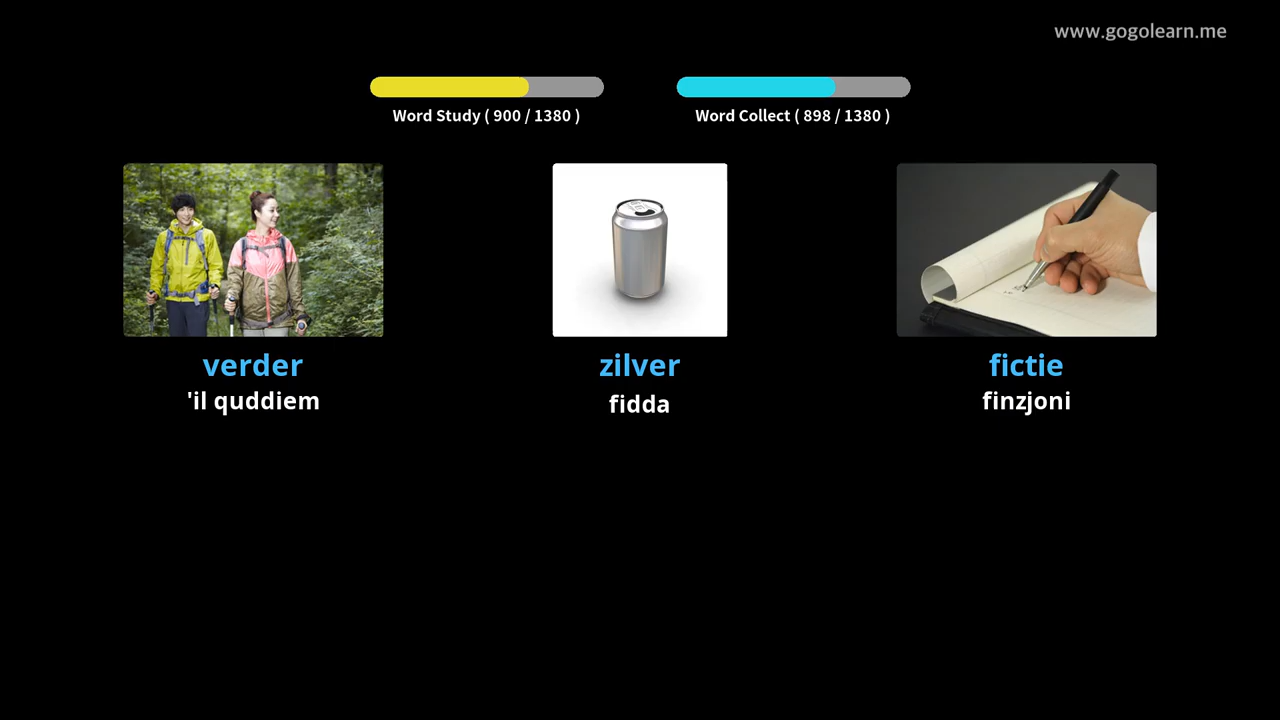 www.gogolearn.me
Word Study ( 900 / 1380 )
Word Collect ( 898 / 1380 )
verder
'il quddiem
zilver
fidda
fictie
finzjoni